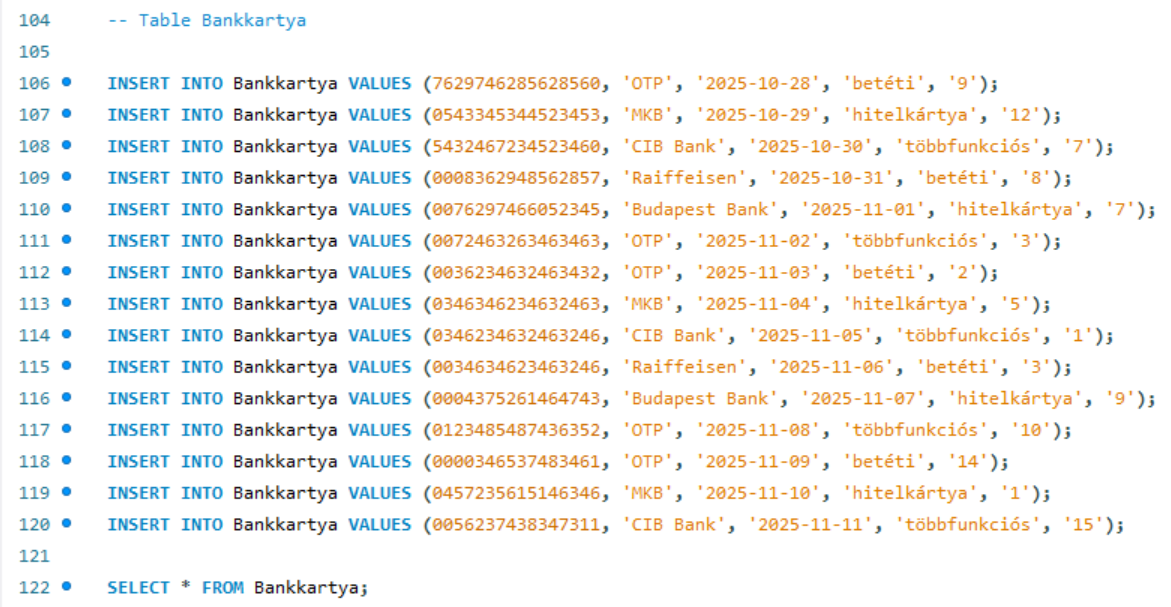 104 -- Table Bankkartya
105
106 INSERT INTO Bankkartya VALUES (7629746285628560, 'OTP', '2025-10-28', 'betéti', '9');
107 INSERT INTO Bankkartya VALUES (0543345344523453, 'MKB', '2025-10-29', 'hitelkártya', '12');
108 INSERT INTO Bankkartya VALUES (5432467234523460, 'CIB Bank', '2025-10-30', 'többfunkciós', '7');
109 INSERT INTO Bankkartya VALUES (0008362948562857, 'Raiffeisen', '2025-10-31', 'betéti', '8');
110 INSERT INTO Bankkartya VALUES (0076297466052345, 'Budapest Bank', '2025-11-01', 'hitelkártya', '7');
111 INSERT INTO Bankkartya VALUES (0072463263463463, 'OTP', '2025-11-02', 'többfunkciós', '3');
112 INSERT INTO Bankkartya VALUES (0036234632463432, 'OTP', '2025-11-03', 'betéti', '2');
113 INSERT INTO Bankkartya VALUES (0346346234632463, 'MKB', '2025-11-04', 'hitelkártya', '5');
114 INSERT INTO Bankkartya VALUES (0346234632463246, 'CIB Bank', '2025-11-05', 'többfunkciós', '1');
115 INSERT INTO Bankkartya VALUES (0034634623463246, 'Raiffeisen', '2025-11-06', 'betéti', '3');
116 INSERT INTO Bankkartya VALUES (0004375261464743, 'Budapest Bank', '2025-11-07', 'hitelkártya', '9');
117 INSERT INTO Bankkartya VALUES (0123485487436352, 'OTP', '2025-11-08', 'többfunkciós', '10');
118 INSERT INTO Bankkartya VALUES (0000346537483461, 'OTP', '2025-11-09', 'betéti', '14');
119 INSERT INTO Bankkartya VALUES (0457235615146346, 'MKB', '2025-11-10', 'hitelkártya', '1');
120 INSERT INTO Bankkartya VALUES (0056237438347311, 'CIB Bank', '2025-11-11', 'többfunkciós', '15');
121
122 SELECT * FROM Bankkartya;